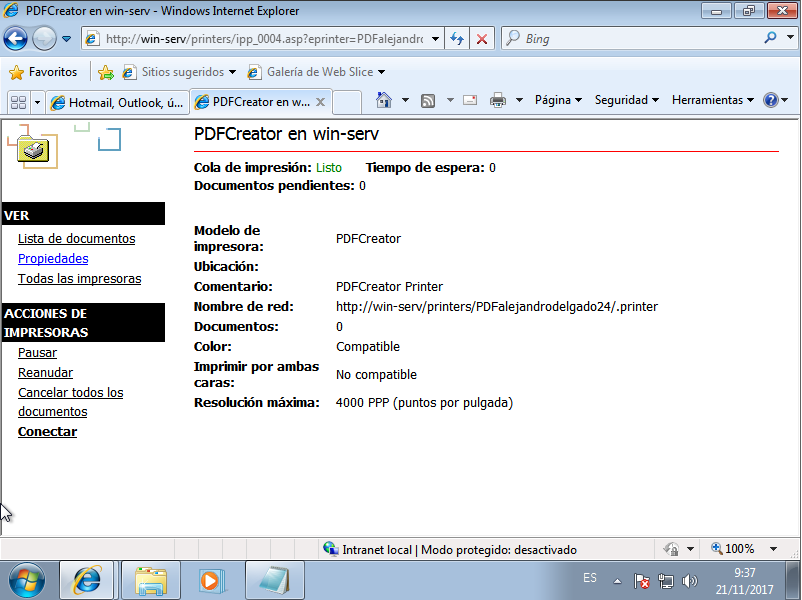 PDFCreator en win-serv - Windows Internet Explorer
http://win-serv/printers/ipp_0004.asp?eprinter=PDFalejandro
Bing
Favoritos
Sitios sugeridos
Galería de Web Slice
Hotmail, Outlook, ú...
PDFCreator en w...
Página
Seguridad
Herramientas
PDFCreator en win-serv
Cola de impresión: Listo Tiempo de espera: 0
Documentos pendientes: 0
VER
Lista de documentos
Propiedades
Todas las impresoras
ACCIONES DE
IMPRESORAS
Pausar
Reanudar
Cancelar todos los
documentos
Conectar
Modelo de
impresora: PDFCreator
Ubicación:
Comentario: PDFCreator Printer
Nombre de red: http://win-serv/printers/PDFalejandrodelgado24/.printer
Documentos: 0
Color: Compatible
Imprimir por ambas
caras: No compatible
Resolución máxima: 4000 PPP (puntos por pulgada)
Intranet local | Modo protegido: desactivado
100%
ES
9:37
21/11/2017